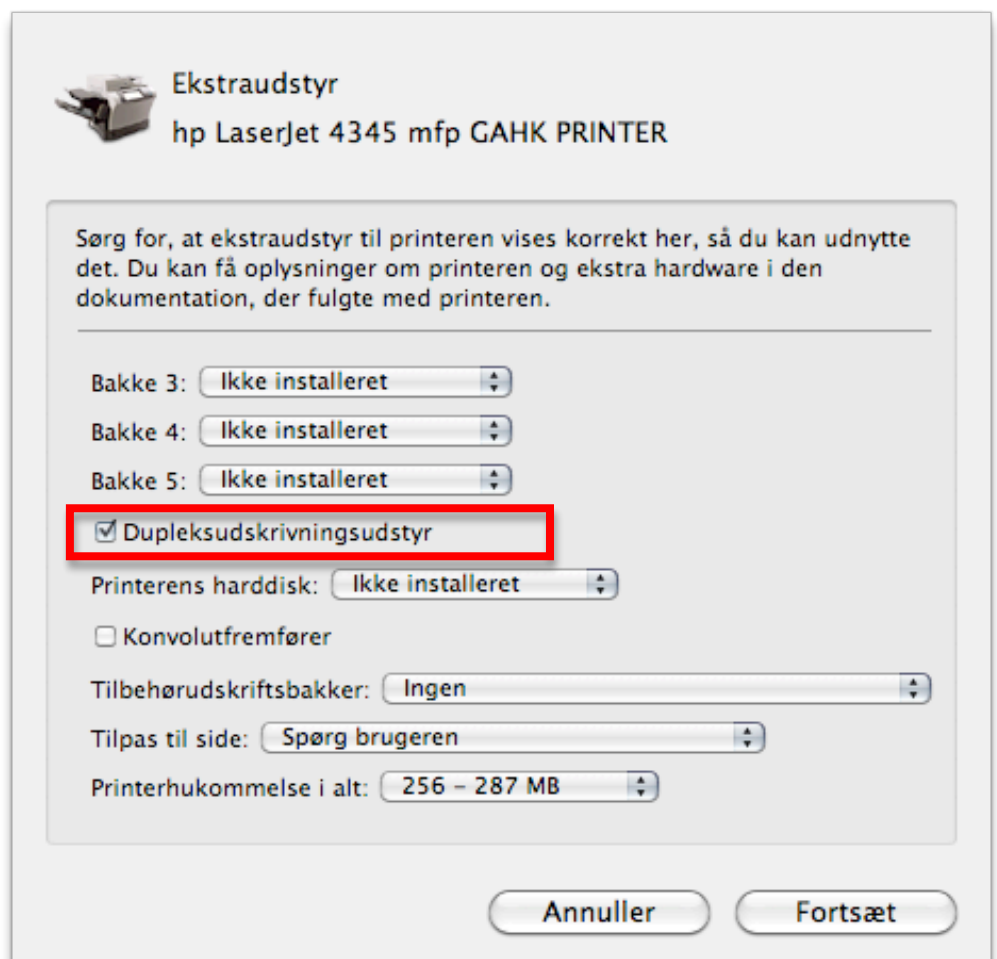 Ekstraudstyr
hp LaserJet 4345 mfp GAHK PRINTER
Sørg for, at ekstraudstyr til printeren vises korrekt her, så du kan udnytte
det. Du kan få oplysninger om printeren og ekstra hardware i den
dokumentation, der fulgte med printeren.
Bakke 3: Ikke installeret
Bakke 4: Ikke installeret
Bakke 5: Ikke installeret
Dupleksudskrivningsudstyr
Printerens harddisk: Ikke installeret
Konvolutfremfører
Tilbehørudskriftsbakker: Ingen
Tilpas til side: Spørg brugeren
Printerhukommelse i alt: 256 – 287 MB
Annuller Fortsæt